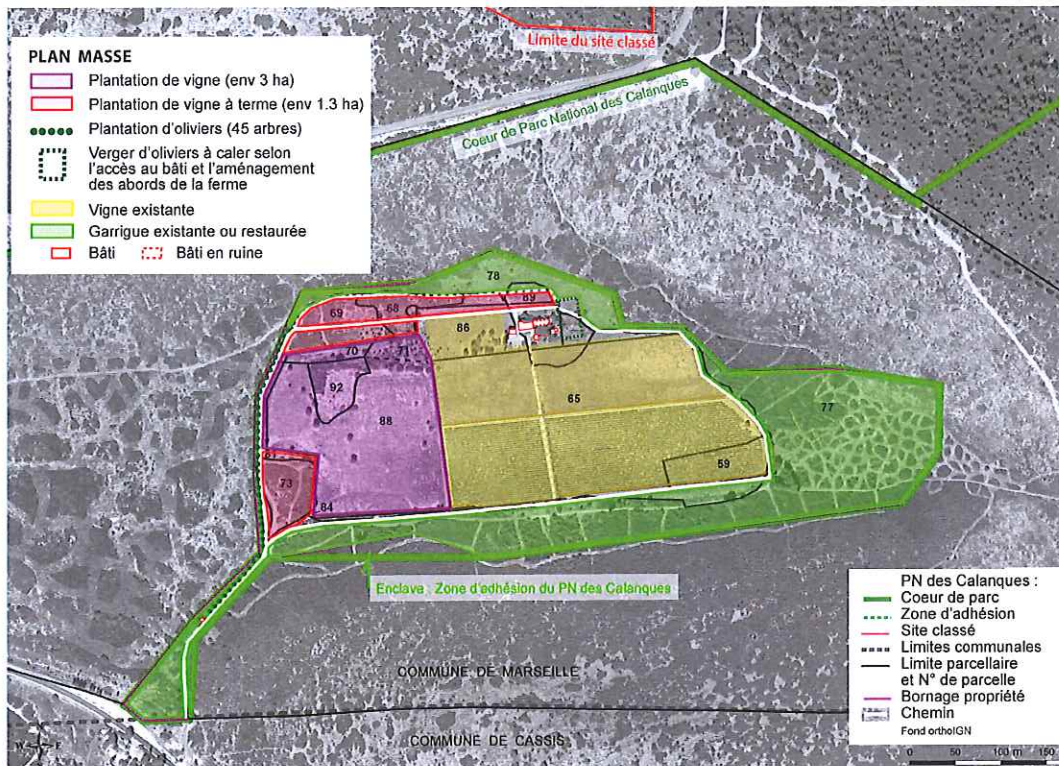 Limite du site classé
PLAN MASSE
Plantation de vigne (env 3 ha)
Plantation de vigne à terme (env 1.3 ha)
Plantation d'oliviers (45 arbres)
Verger d'oliviers à caler selon
l'accès au bâti et l'aménagement
des abords de la ferme
Vigne existante
Garrigue existante ou restaurée
Bâti Bâti en ruine
Coeur de Parc National des Calanques
78
89
68
69
86
70
71
92
65
77
88
59
73
84
Enclava : Zone d'adhésion du PN des Calanques
COMMUNE DE MARSEILLE
COMMUNE DE CASSIS
W E
PN des Calanques :
Coeur de parc
Zone d'adhésion
Site classé
Limites communales
Limite parcellaire
et N° de parcelle
Bornage propriété
Chemin
Fond orthoIGN
0 50 100 m 150